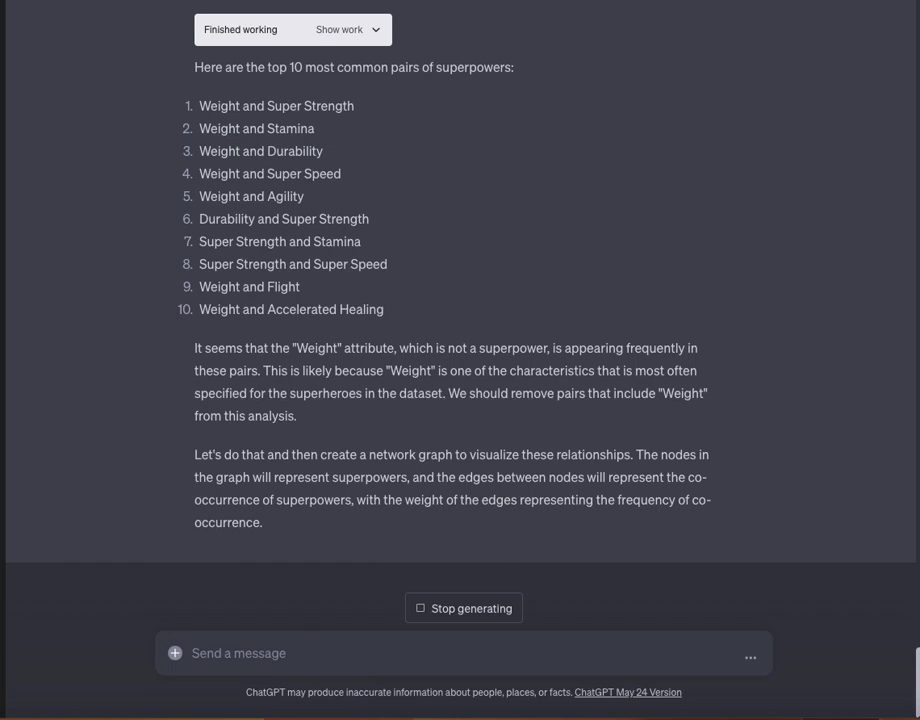 Finished working Show work
Here are the top 10 most common pairs of superpowers:
1. Weight and Super Strength
2. Weight and Stamina
3. Weight and Durability
4. Weight and Super Speed
5. Weight and Agility
6. Durability and Super Strength
7. Super Strength and Stamina
8. Super Strength and Super Speed
9. Weight and Flight
10. Weight and Accelerated Healing
It seems that the "Weight" attribute, which is not a superpower, is appearing frequently in
these pairs. This is likely because "Weight" is one of the characteristics that is most often
specified for the superheroes in the dataset. We should remove pairs that include "Weight"
from this analysis.
Let's do that and then create a network graph to visualize these relationships. The nodes in
the graph will represent superpowers, and the edges between nodes will represent the co-
occurrence of superpowers, with the weight of the edges representing the frequency of co-
occurrence.
Stop generating
Send a message
ChatGPT may produce inaccurate information about people, places, or facts. ChatGPT May 24 Version